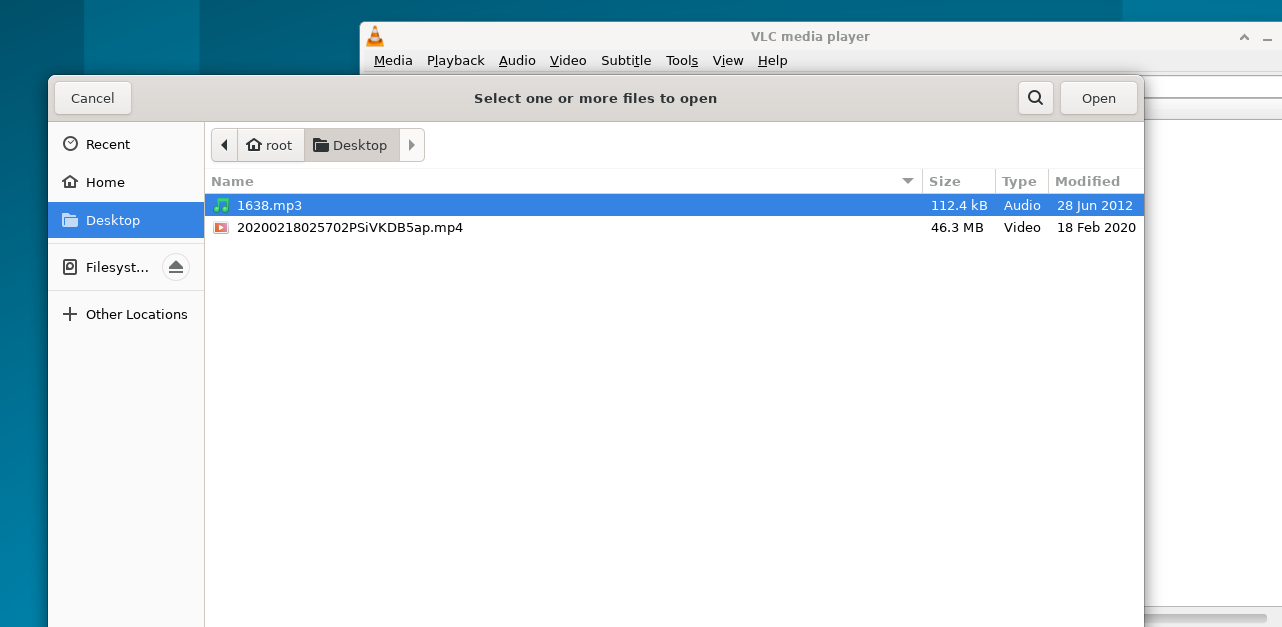 VLC media player
Media Playback Audio Video Subtitle Tools View Help
Cancel Select one or more files to open Open
Recent
Home
Desktop
Filesyst...
Other Locations
root Desktop
Name Size Type Modified
1638.mp3 112.4 kB Audio 28 Jun 2012
20200218025702PSiVKDB5ap.mp4 46.3 MB Video 18 Feb 2020